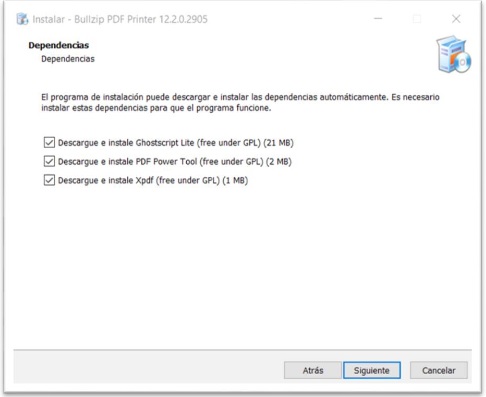 Instalar - Bullzip PDF Printer 12.2.0.2905
Dependencias
Dependencias
El programa de instalación puede descargar e instalar las dependencias automáticamente. Es necesario
instalar estas dependencias para que el programa funcione.
Descargue e instale Ghostscript Lite (free under GPL) (21 MB)
Descargue e instale PDF Power Tool (free under GPL) (2 MB)
Descargue e instale Xpdf (free under GPL) (1 MB)
Atrás
Siguiente
Cancelar